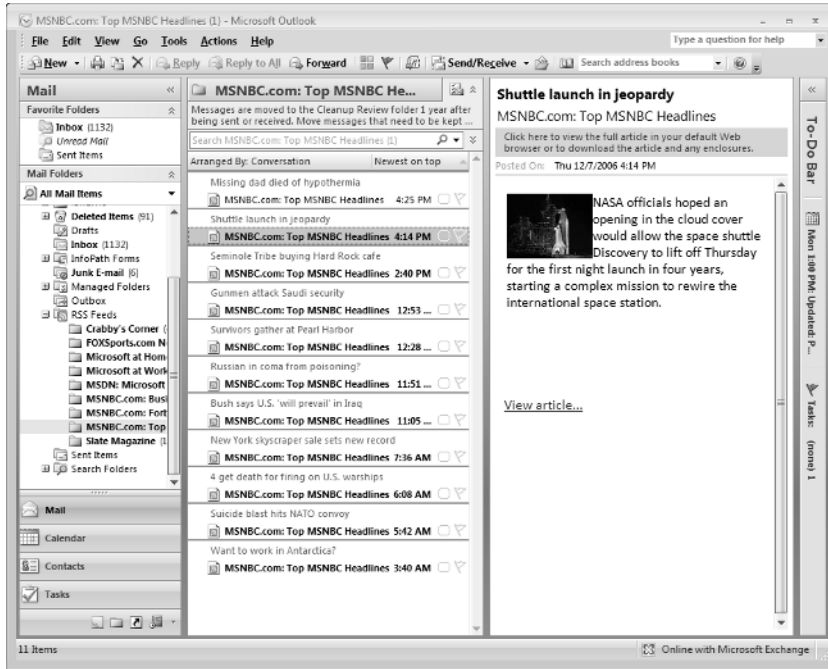 MSNBC.com: Top MSNBC Headlines (1) - Microsoft Outlook
File Edit View Go Tools Actions Help
Type a question for help
New
Reply
Reply to All
Forward
Send/Receive
Search address books
Mail
Favorite Folders
Inbox (1132)
Unread Mail
Sent Items
Mail Folders
All Mail Items
Deleted Items (91)
Drafts
Inbox (1132)
InfoPath Forms
Junk E-mail [6]
Managed Folders
Outbox
RSS Feeds
Crabby's Corner (
FOXSports.com N
Microsoft at Hom
Microsoft at Work
MSDN: Microsoft
MSNBC.com: Busi
MSNBC.com: Fort
MSNBC.com: Top
Slate Magazine (1
Sent Items
Search Folders
Mail
Calendar
Contacts
Tasks
MSNBC.com: Top MSNBC He...
Messages are moved to the Cleanup Review folder 1 year after
being sent or received. Move messages that need to be kept ...
Search MSNBC.com: Top MSNBC Headlines (1)
Arranged By: Conversation Newest on top
Missing dad died of hypothermia
MSNBC.com: Top MSNBC Headlines 4:25 PM
Shuttle launch in jeopardy
MSNBC.com: Top MSNBC Headlines 4:14 PM
Seminole Tribe buying Hard Rock cafe
MSNBC.com: Top MSNBC Headlines 2:40 PM
Gunmen attack Saudi security
MSNBC.com: Top MSNBC Headlines 12:53 ...
Survivors gather at Pearl Harbor
MSNBC.com: Top MSNBC Headlines 12:28 ...
Russian in coma from poisoning?
MSNBC.com: Top MSNBC Headlines 11:51 ...
Bush says U.S. 'will prevail' in Iraq
MSNBC.com: Top MSNBC Headlines 11:05 ...
New York skyscraper sale sets new record
MSNBC.com: Top MSNBC Headlines 7:36 AM
4 get death for firing on U.S. warships
MSNBC.com: Top MSNBC Headlines 6:08 AM
Suicide blast hits NATO convoy
MSNBC.com: Top MSNBC Headlines 5:42 AM
Want to work in Antarctica?
MSNBC.com: Top MSNBC Headlines 3:40 AM
Shuttle launch in jeopardy
MSNBC.com: Top MSNBC Headlines
Click here to view the full article in your default Web
browser or to download the article and any enclosures.
Posted On: Thu 12/7/2006 4:14 PM
NASA officials hoped an
opening in the cloud cover
would allow the space shuttle
Discovery to lift off Thursday
for the first night launch in four years,
starting a complex mission to rewire the
international space station.
View article...
To-Do Bar
Mon 1:00 PM: Updated: P...
Tasks: (none) 1
11 Items
Online with Microsoft Exchange